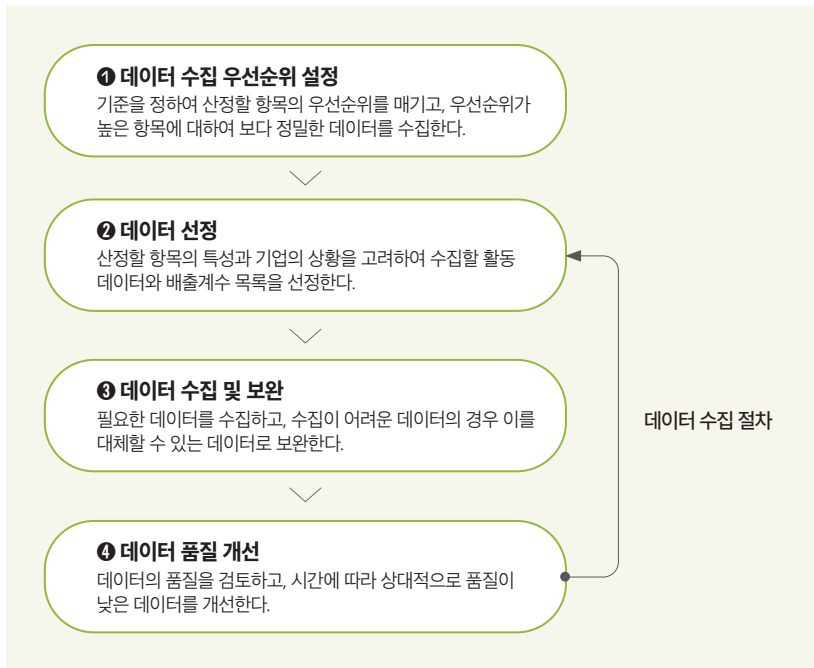 ❶ 데이터 수집 우선순위 설정
기준을 정하여 산정할 항목의 우선순위를 매기고, 우선순위가
높은 항목에 대하여 보다 정밀한 데이터를 수집한다.
❷ 데이터 선정
산정할 항목의 특성과 기업의 상황을 고려하여 수집할 활동
데이터와 배출계수 목록을 선정한다.
❸ 데이터 수집 및 보완
필요한 데이터를 수집하고, 수집이 어려운 데이터의 경우 이를
대체할 수 있는 데이터로 보완한다.
데이터 수집 절차
❹ 데이터 품질 개선
데이터의 품질을 검토하고, 시간에 따라 상대적으로 품질이
낮은 데이터를 개선한다.